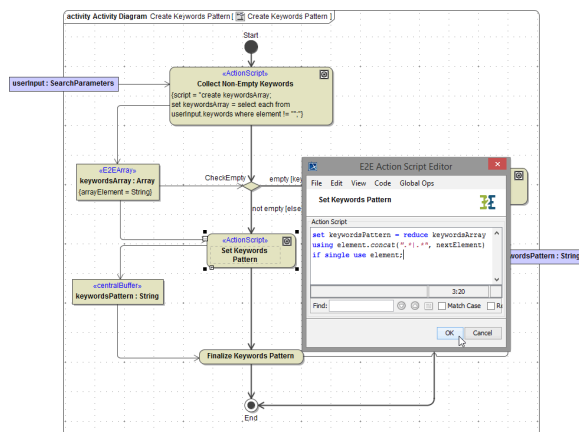 activity Activity Diagram Create Keywords Pattern [ Create Keywords Pattern ]
Start
userInput : SearchParameters
«ActionScript»
Collect Non-Empty Keywords
{script = "create keywordsArray;
set keywordsArray = select each from
userInput.keywords where element != "";"}
«E2EArray»
keywordsArray : Array
{arrayElement = String}
CheckEmpty
empty [key
not empty [else
«ActionScript»
Set Keywords
Pattern
«centralBuffer»
keywordsPattern : String
Finalize Keywords Pattern
End
wordsPattern : String
E2E Action Script Editor
File Edit View Code Global Ops
Set Keywords Pattern
Action Script
set keywordsPattern = reduce keywordsArray
using element.concat(".*|.*", nextElement)
if single use element;
3:20
Find:
Match Case
OK
Cancel